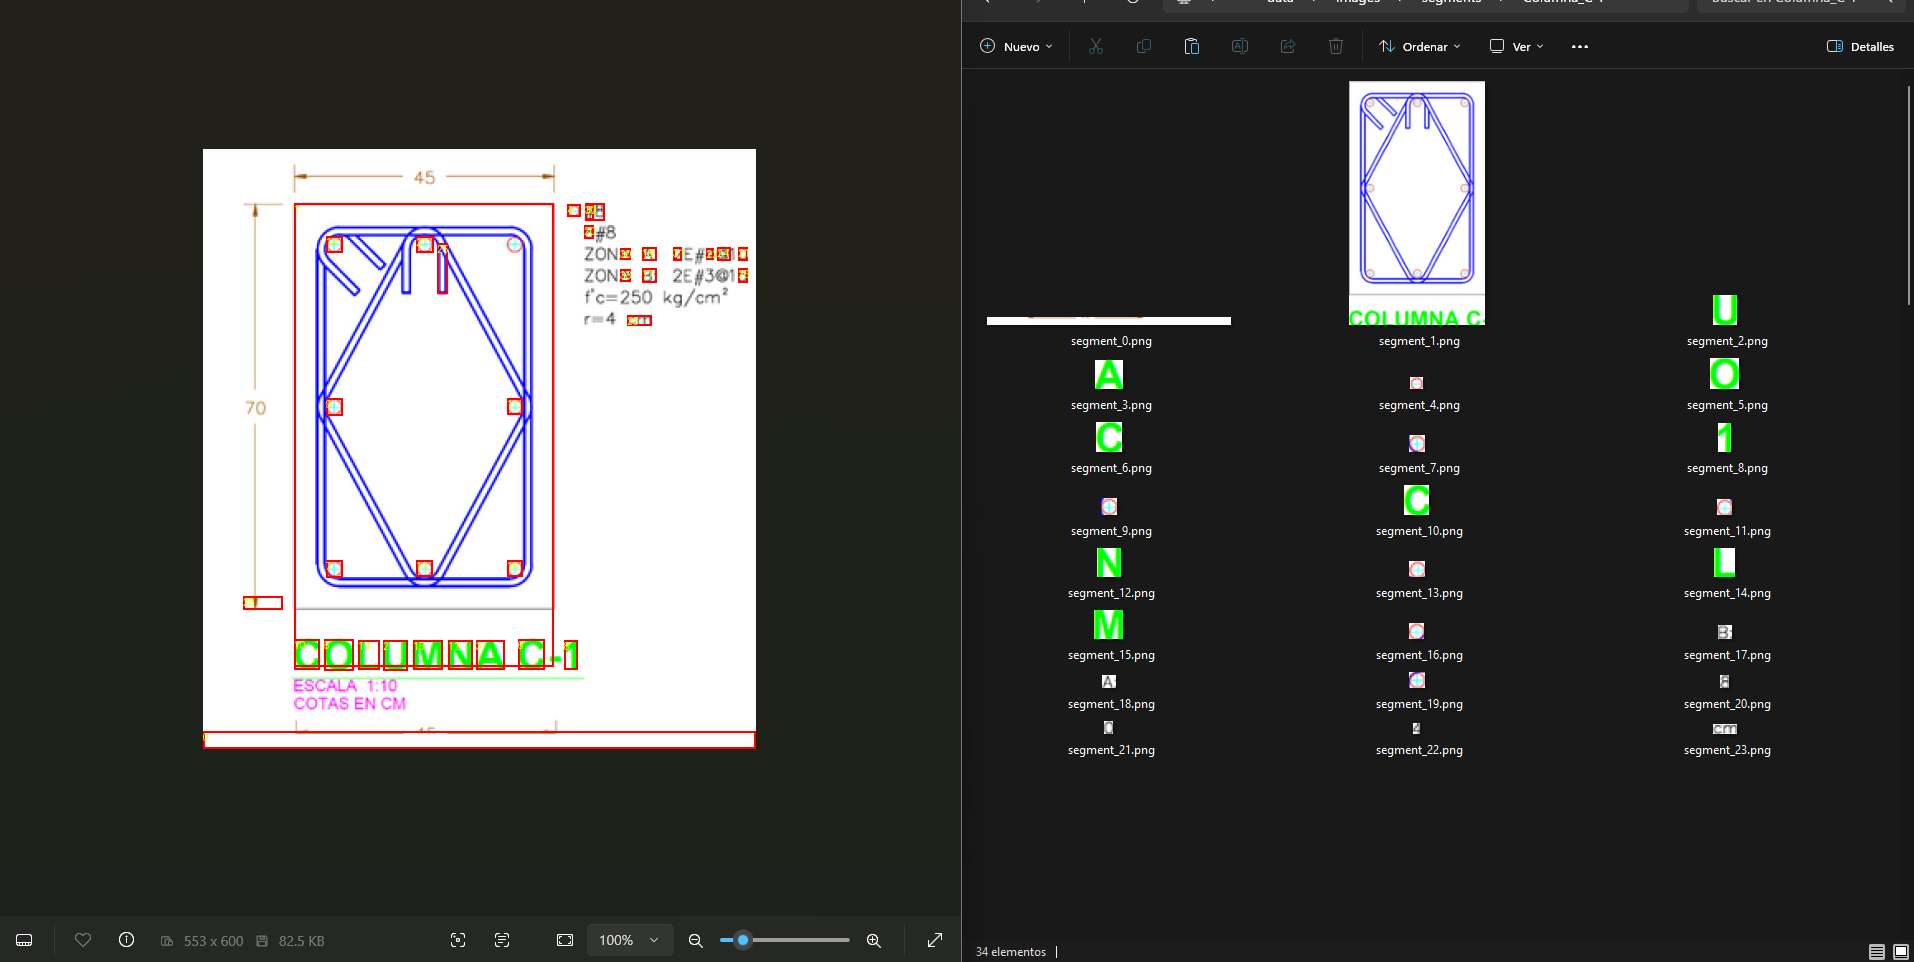 45
#8
ZON A 2E#
ZON B: 2E#3@1
f'c=250 kg/cm²
r=4 cm
70
COLUMNA C-1
ESCALA 1:10
COTAS EN CM
Nuevo
Ordenar
Ver
Detalles
COLUMNA C-
U
segment_0.png
segment_1.png
segment_2.png
A
O
segment_3.png
segment_4.png
segment_5.png
C
1
segment_6.png
segment_7.png
segment_8.png
C
segment_9.png
segment_10.png
segment_11.png
N
L
segment_12.png
segment_13.png
segment_14.png
M
B:
segment_15.png
segment_16.png
segment_17.png
A
segment_18.png
segment_19.png
segment_20.png
0
cm
segment_21.png
segment_22.png
segment_23.png
553 x 600
82.5 KB
100%
34 elementos